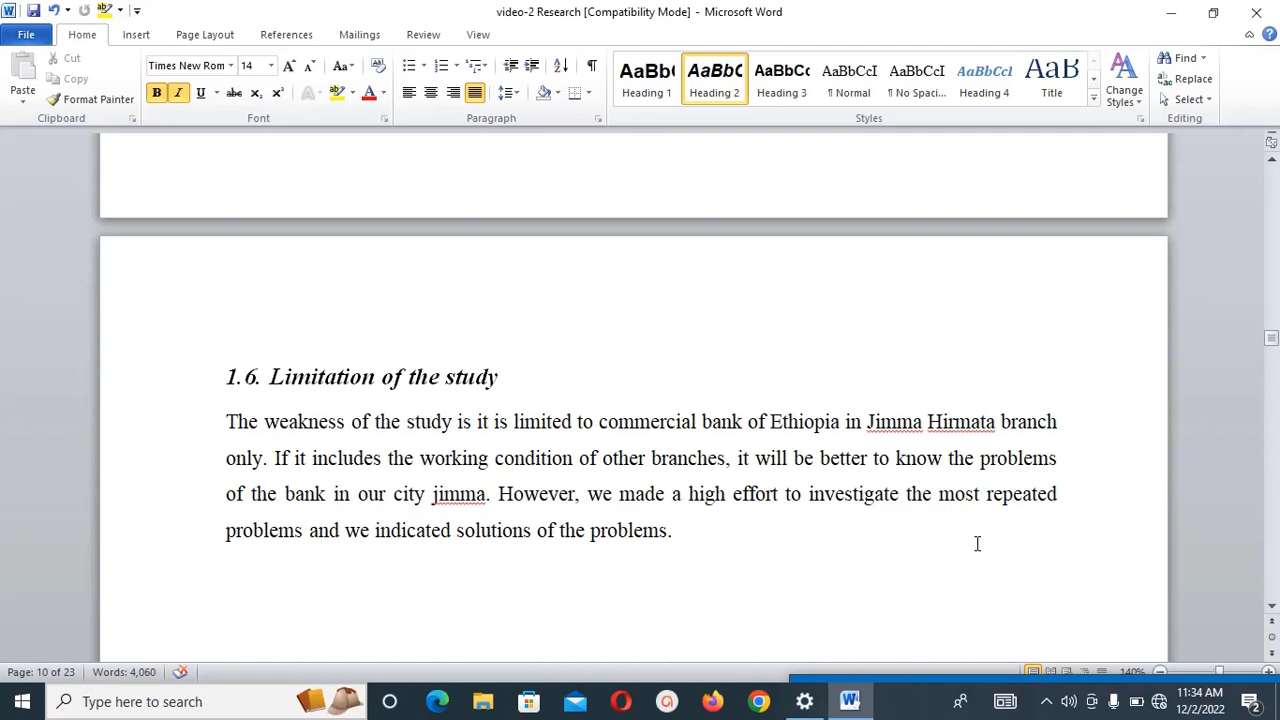 video-2 Research [Compatibility Mode] - Microsoft Word
File Home Insert Page Layout References Mailings Review View
Paste
Cut
Copy
Format Painter
Clipboard
Times New Rom 14
Font
Paragraph
AaBbC AaBbC AaBbCc AaBbCcI AaBbCcI AaBbCcI AaB
Heading 1 Heading 2 Heading 3 ¶ Normal ¶ No Spaci... Heading 4 Title
Change Styles
Styles
Find
Replace
Select
Editing
1.6. Limitation of the study
The weakness of the study is it is limited to commercial bank of Ethiopia in Jimma Hirmata branch
only. If it includes the working condition of other branches, it will be better to know the problems
of the bank in our city jimma. However, we made a high effort to investigate the most repeated
problems and we indicated solutions of the problems.
Page: 10 of 23 Words: 4,060 140%
Type here to search
11:34 AM
12/2/2022
2